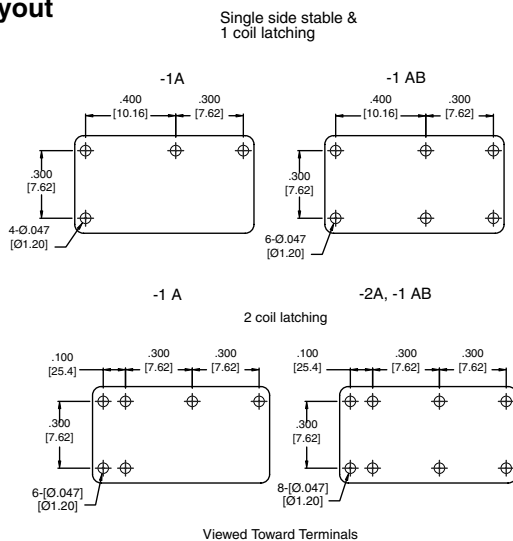 yout
Single side stable &
1 coil latching
-1A
-1 AB
.400
[10.16]
.300
[7.62]
.400
[10.16]
.300
[7.62]
.300
[7.62]
.300
[7.62]
4-Ø.047
[Ø1.20]
6-Ø.047
[Ø1.20]
-1 A
-2A, -1 AB
2 coil latching
.100
[25.4]
.300
[7.62]
.300
[7.62]
.100
[25.4]
.300
[7.62]
.300
[7.62]
.300
[7.62]
.300
[7.62]
6-[Ø.047]
[Ø1.20]
8-[Ø.047]
[Ø1.20]
Viewed Toward Terminals